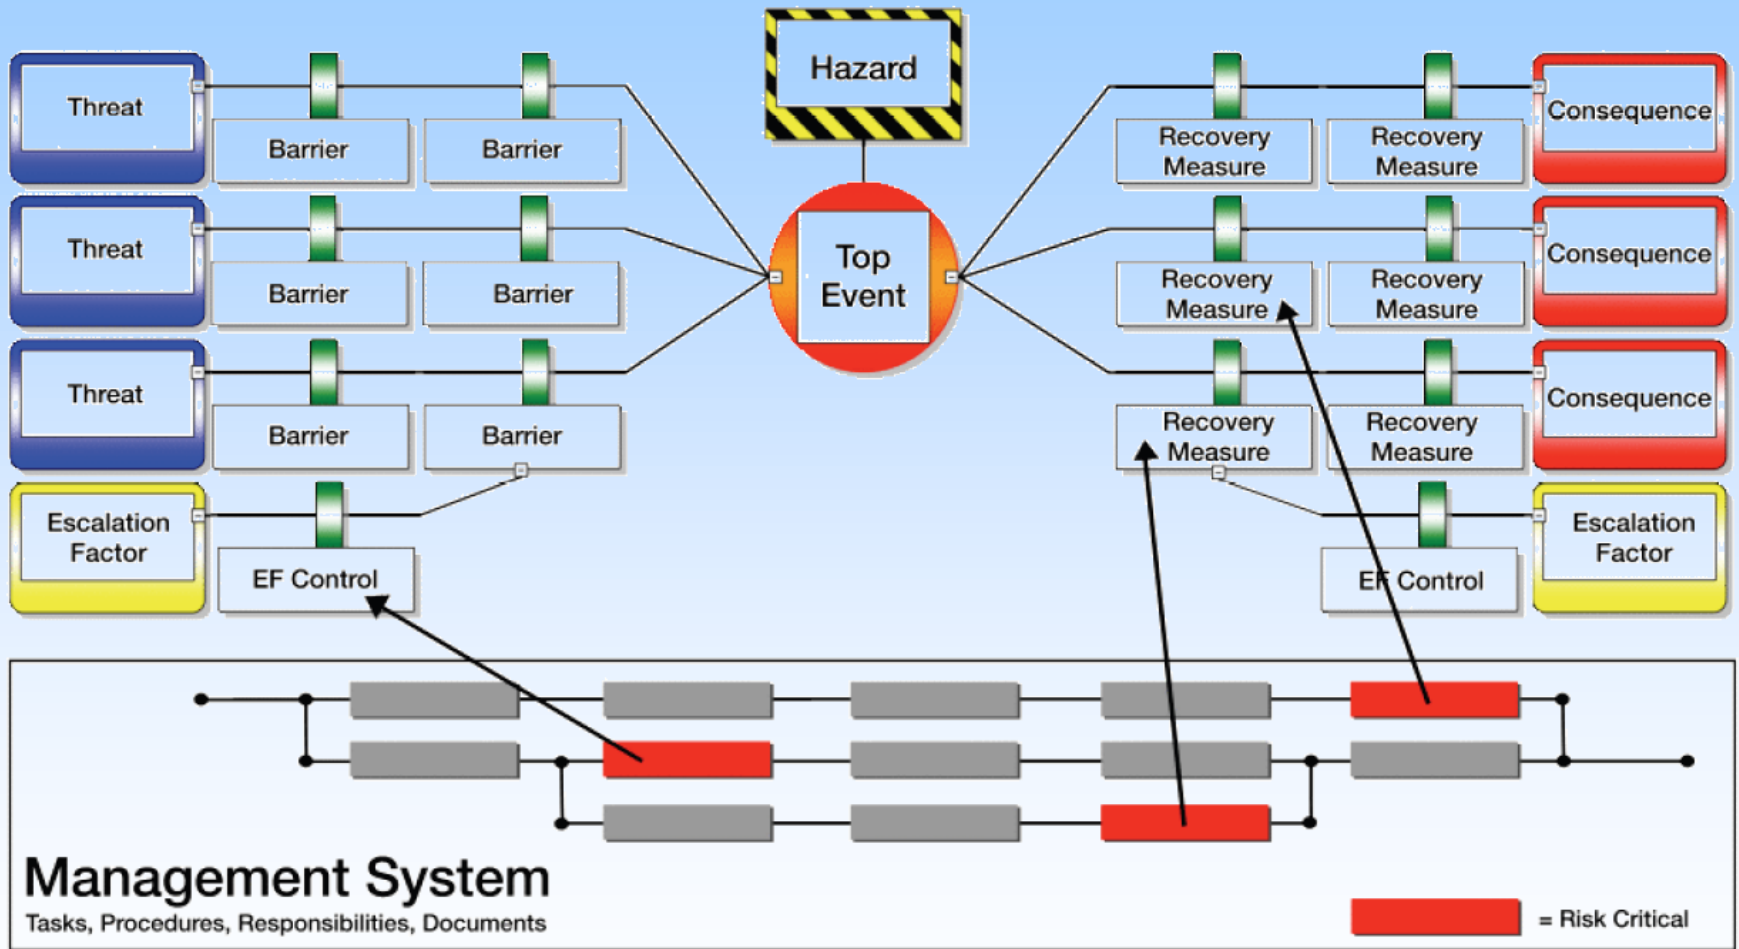 Hazard
Threat
Barrier
Barrier
Recovery
Measure
Recovery
Measure
Consequence
Threat
Barrier
Barrier
Top
Event
Recovery
Measure
Recovery
Measure
Consequence
Threat
Barrier
Barrier
Recovery
Measure
Recovery
Measure
Consequence
Escalation
Factor
EF Control
EF Control
Escalation
Factor
Management System
Tasks, Procedures, Responsibilities, Documents
= Risk Critical